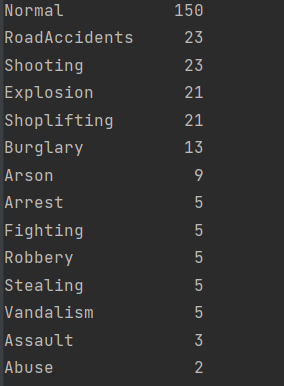 Normal 150
RoadAccidents 23
Shooting 23
Explosion 21
Shoplifting 21
Burglary 13
Arson 9
Arrest 5
Fighting 5
Robbery 5
Stealing 5
Vandalism 5
Assault 3
Abuse 2